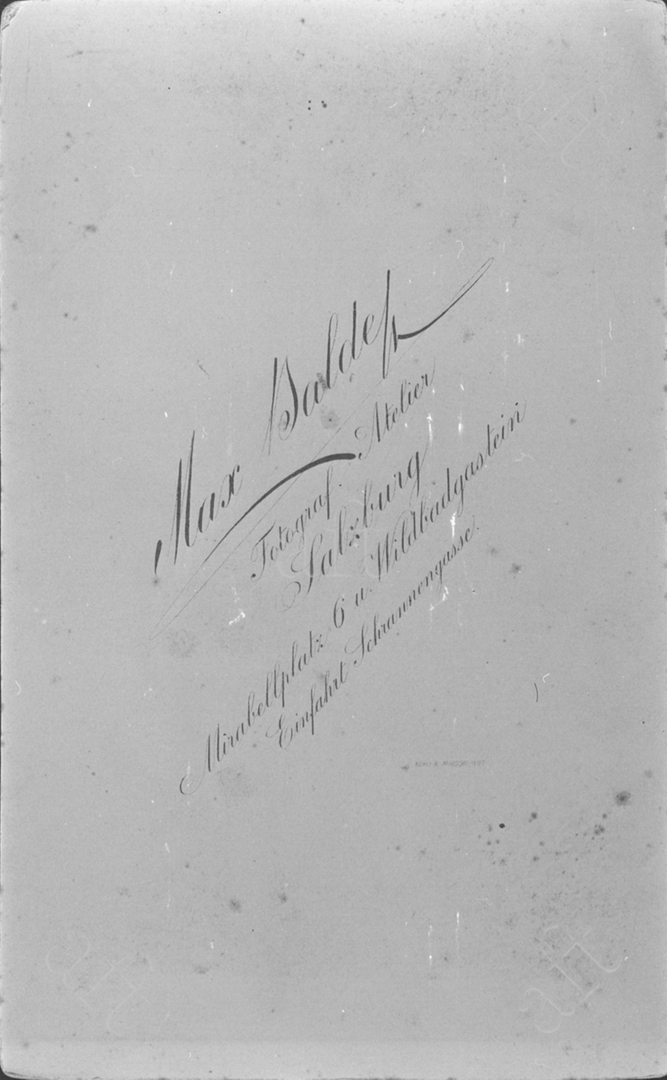 Max Baldeß
Fotograf. Atelier
Salzburg
Mirabellplatz 6 u. Wildbadgastein
Einfahrt Schrannengasse.